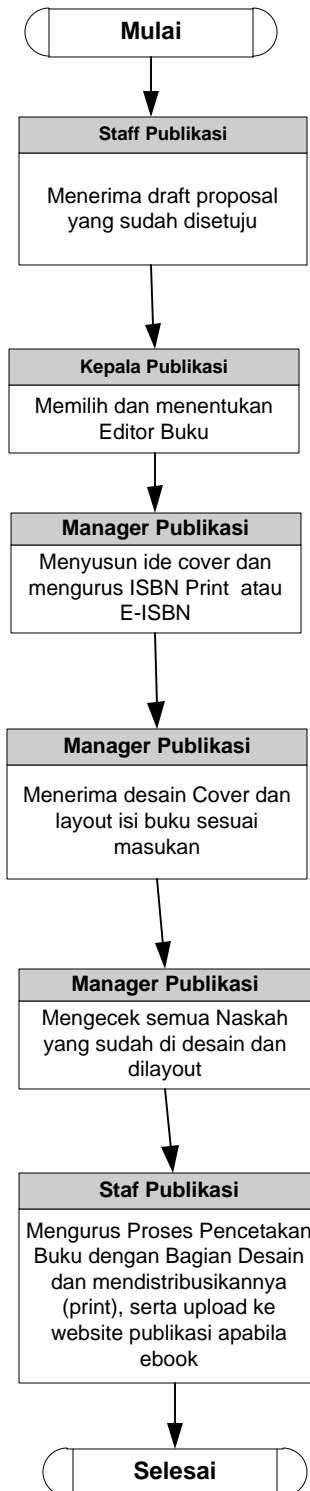 Mulai
Staff Publikasi
Menerima draft proposal
yang sudah disetuju
Kepala Publikasi
Memilih dan menentukan
Editor Buku
Manager Publikasi
Menyusun ide cover dan
mengurus ISBN Print atau
E-ISBN
Manager Publikasi
Menerima desain Cover dan
layout isi buku sesuai
masukan
Manager Publikasi
Mengecek semua Naskah
yang sudah di desain dan
dilayout
Staf Publikasi
Mengurus Proses Pencetakan
Buku dengan Bagian Desain
dan mendistribusikannya
(print), serta upload ke
website publikasi apabila
ebook
Selesai